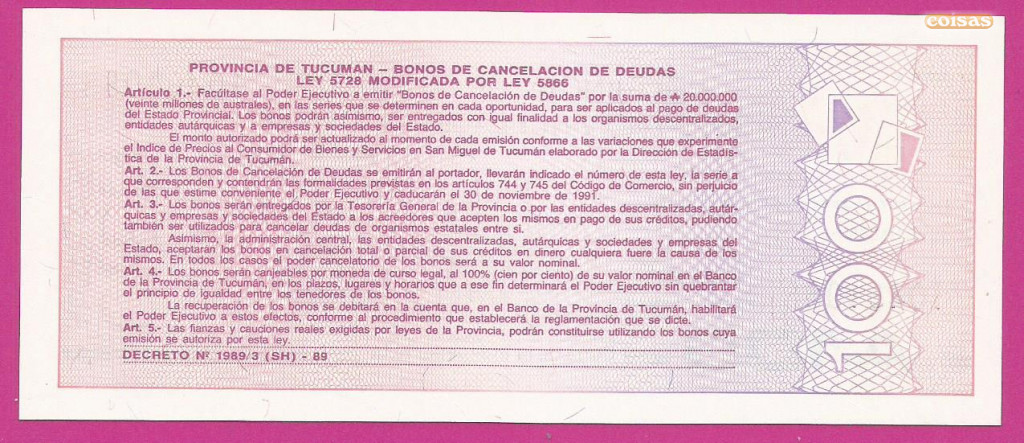 coisas
PROVINCIA DE TUCUMAN – BONOS DE CANCELACION DE DEUDAS
LEY 5728 MODIFICADA POR LEY 5866
Artículo 1.- Facúltase al Poder Ejecutivo a emitir "Bonos de Cancelación de Deudas" por la suma de ₳ 20.000.000
(veinte millones de australes), en las series que se determinen en cada oportunidad, para ser aplicados al pago de deudas
del Estado Provincial. Los bonos podrán asimismo, ser entregados con igual finalidad a los organismos descentralizados,
entidades autárquicas y a empresas y sociedades del Estado.
El monto autorizado podrá ser actualizado al momento de cada emisión conforme a las variaciones que experimente
el Indice de Precios al Consumidor de Bienes y Servicios en San Miguel de Tucumán elaborado por la Dirección de Estadís-
tica de la Provincia de Tucumán.
Art. 2.- Los Bonos de Cancelación de Deudas se emitirán al portador, llevarán indicado el número de esta ley, la serie a
que corresponden y contendrán las formalidades previstas en los artículos 744 y 745 del Código de Comercio, sin perjuicio
de las que estime conveniente el Poder Ejecutivo y caducarán el 30 de noviembre de 1991.
Art. 3.- Los bonos serán entregados por la Tesorería General de la Provincia o por las entidades descentralizadas, autár-
quicas y empresas y sociedades del Estado a los acreedores que acepten los mismos en pago de sus créditos, pudiendo
también ser utilizados para cancelar deudas de organismos estatales entre si.
Asimismo, la administración central, las entidades descentralizadas, autárquicas y sociedades y empresas del
Estado, aceptarán los bonos en cancelación total o parcial de sus créditos en dinero cualquiera fuere la causa de los
mismos. En todos los casos el poder cancelatorio de los bonos será a su valor nominal.
Art. 4.- Los bonos serán canjeables por moneda de curso legal, al 100% (cien por ciento) de su valor nominal en el Banco
de la Provincia de Tucumán, en los plazos, lugares y horarios que a ese fin determinará el Poder Ejecutivo sin quebrantar
el principio de igualdad entre los tenedores de los bonos.
La recuperación de los bonos se debitará en la cuenta que, en el Banco de la Provincia de Tucumán, habilitará
el Poder Ejecutivo a estos efectos, conforme al procedimiento que establecerá la reglamentación que se dicte.
Art. 5.- Las fianzas y cauciones reales exigidas por leyes de la Provincia, podrán constituirse utilizando los bonos cuya
emisión se autoriza por esta ley.
DECRETO Nº 1989/3 (SH) - 89
100